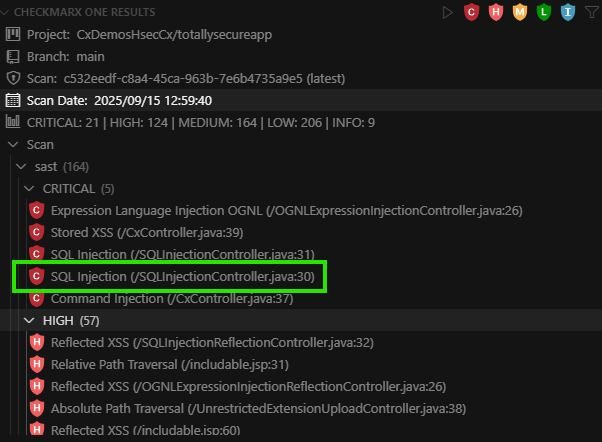 CHECKMARX ONE RESULTS C H M L I
Project: CxDemosHsecCx/totallysecureapp
Branch: main
Scan: c532eedf-c8a4-45ca-963b-7e6b4735a9e5 (latest)
Scan Date: 2025/09/15 12:59:40
CRITICAL: 21 | HIGH: 124 | MEDIUM: 164 | LOW: 206 | INFO: 9
Scan
sast (164)
CRITICAL (5)
C Expression Language Injection OGNL (/OGNLExpressionInjectionController.java:26)
C Stored XSS (/CxController.java:39)
C SQL Injection (/SQLInjectionController.java:31)
C SQL Injection (/SQLInjectionController.java:30)
C Command Injection (/CxController.java:37)
HIGH (57)
H Reflected XSS (/SQLInjectionReflectionController.java:32)
H Relative Path Traversal (/includable.jsp:31)
H Reflected XSS (/OGNLExpressionInjectionReflectionController.java:26)
H Absolute Path Traversal (/UnrestrictedExtensionUploadController.java:38)
H Reflected XSS (/includable.jsp:60)